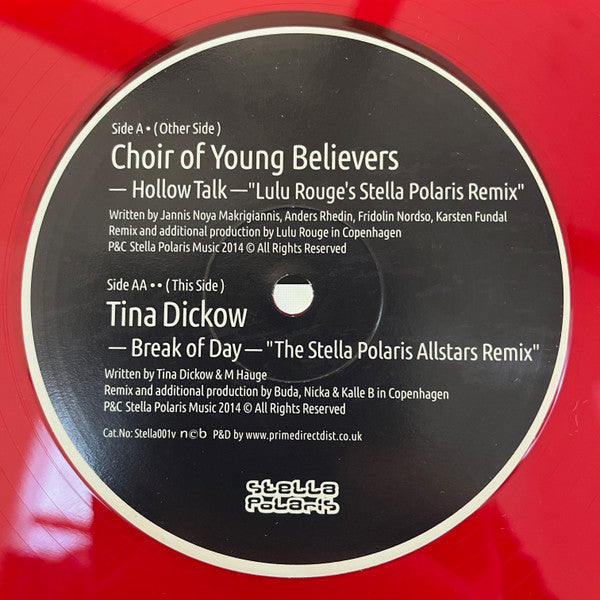 Side A • ( Other Side )
Choir of Young Believers
— Hollow Talk —"Lulu Rouge's Stella Polaris Remix"
Written by Jannis Noya Makrigiannis, Anders Rhedin, Fridolin Nordso, Karsten Fundal
Remix and additional production by Lulu Rouge in Copenhagen
P&C Stella Polaris Music 2014 © All Rights Reserved
Side AA • • ( This Side )
Tina Dickow
— Break of Day — "The Stella Polaris Allstars Remix"
Written by Tina Dickow & M Hauge
Remix and additional production by Buda, Nicka & Kalle B in Copenhagen
P&C Stella Polaris Music 2014 © All Rights Reserved
Cat.No: Stella001v n©b P&D by www.primedirectdist.co.uk
stella
polaris